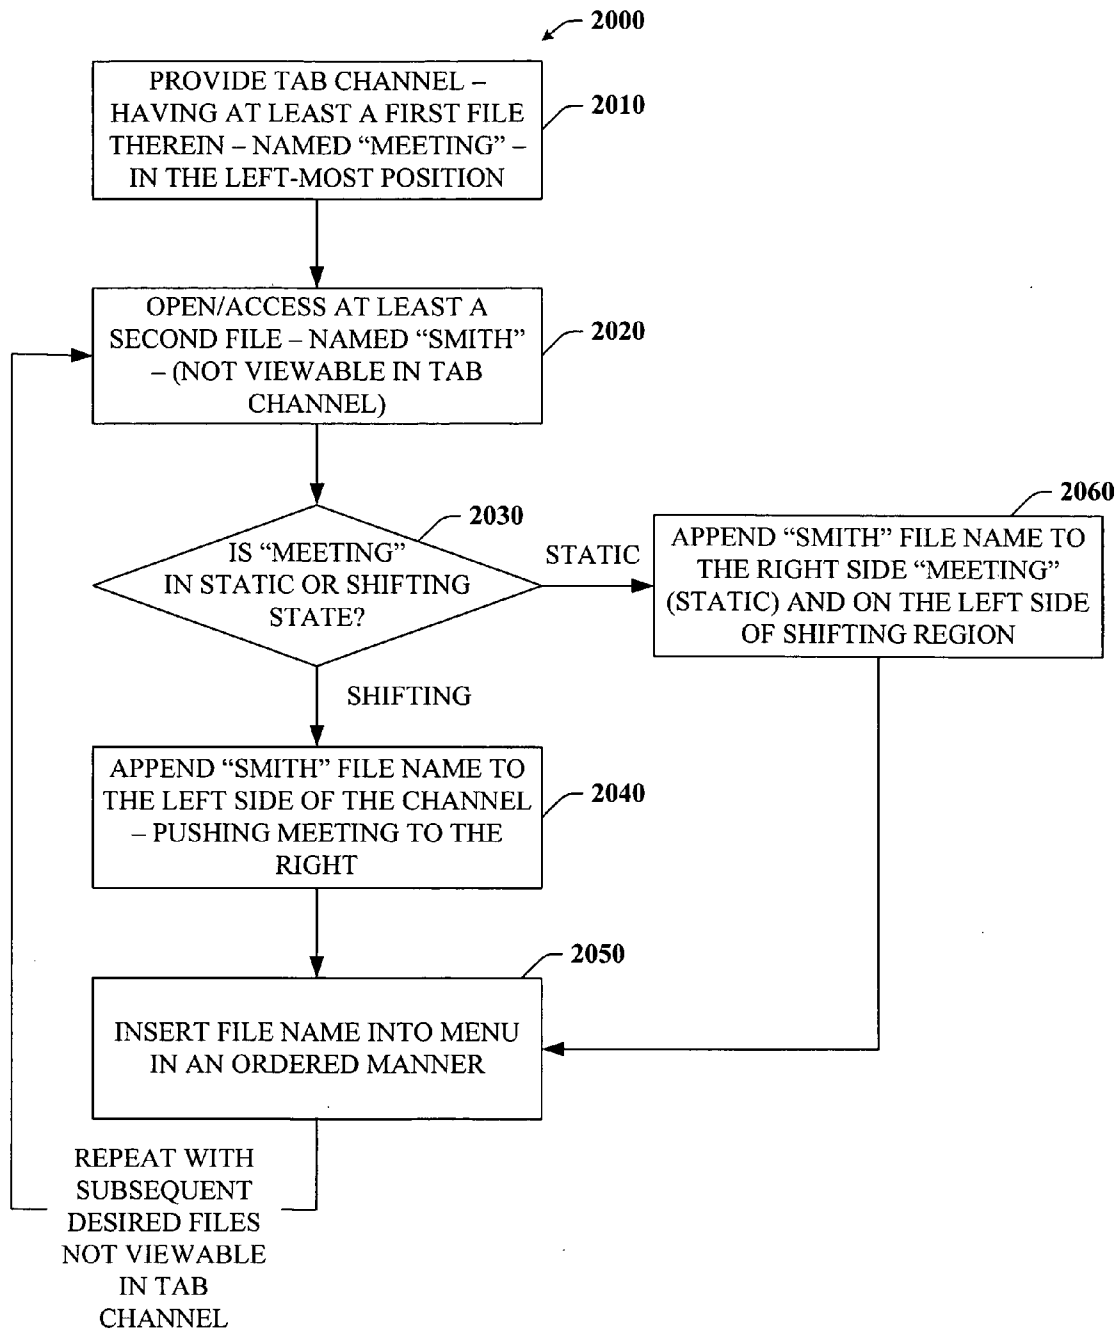 2000
PROVIDE TAB CHANNEL –
HAVING AT LEAST A FIRST FILE
THEREIN – NAMED “MEETING” –
IN THE LEFT-MOST POSITION
2010
OPEN/ACCESS AT LEAST A
SECOND FILE – NAMED “SMITH”
– (NOT VIEWABLE IN TAB
CHANNEL)
2020
IS “MEETING”
IN STATIC OR SHIFTING
STATE?
2030
STATIC
APPEND “SMITH” FILE NAME TO
THE RIGHT SIDE “MEETING”
(STATIC) AND ON THE LEFT SIDE
OF SHIFTING REGION
2060
SHIFTING
APPEND “SMITH” FILE NAME TO
THE LEFT SIDE OF THE CHANNEL
– PUSHING MEETING TO THE
RIGHT
2040
INSERT FILE NAME INTO MENU
IN AN ORDERED MANNER
2050
REPEAT WITH
SUBSEQUENT
DESIRED FILES
NOT VIEWABLE
IN TAB
CHANNEL